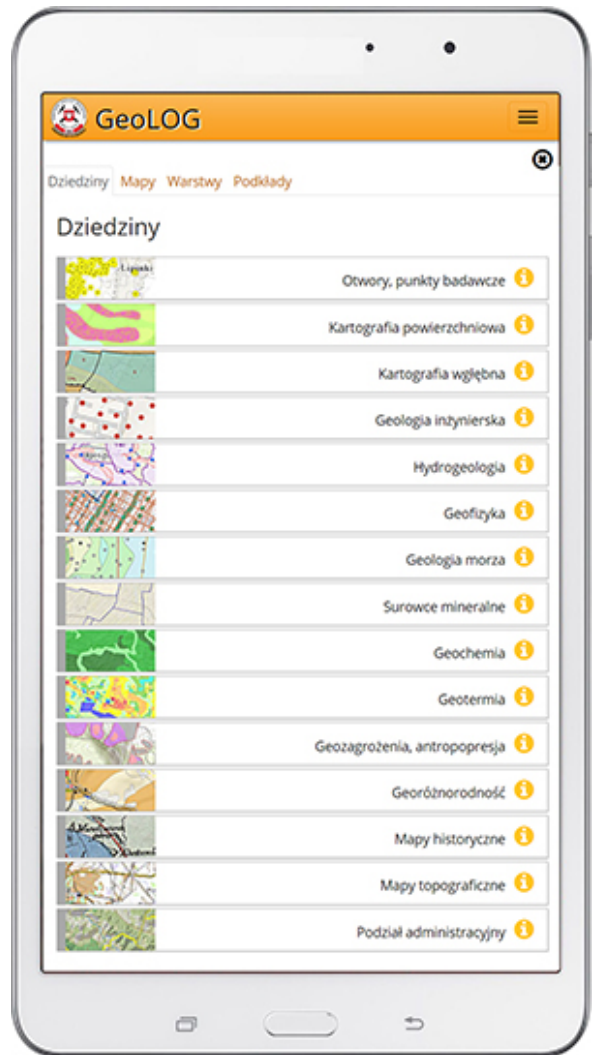 GeoLOG
Dziedziny Mapy Warstwy Podkłady
Dziedziny
Otwory, punkty badawcze
Kartografia powierzchniowa
Kartografia wgłębna
Geologia inżynierska
Hydrogeologia
Geofizyka
Geologia morza
Surowce mineralne
Geochemia
Geotermia
Geozagrożenia, antropopresja
Georóżnorodność
Mapy historyczne
Mapy topograficzne
Podział administracyjny